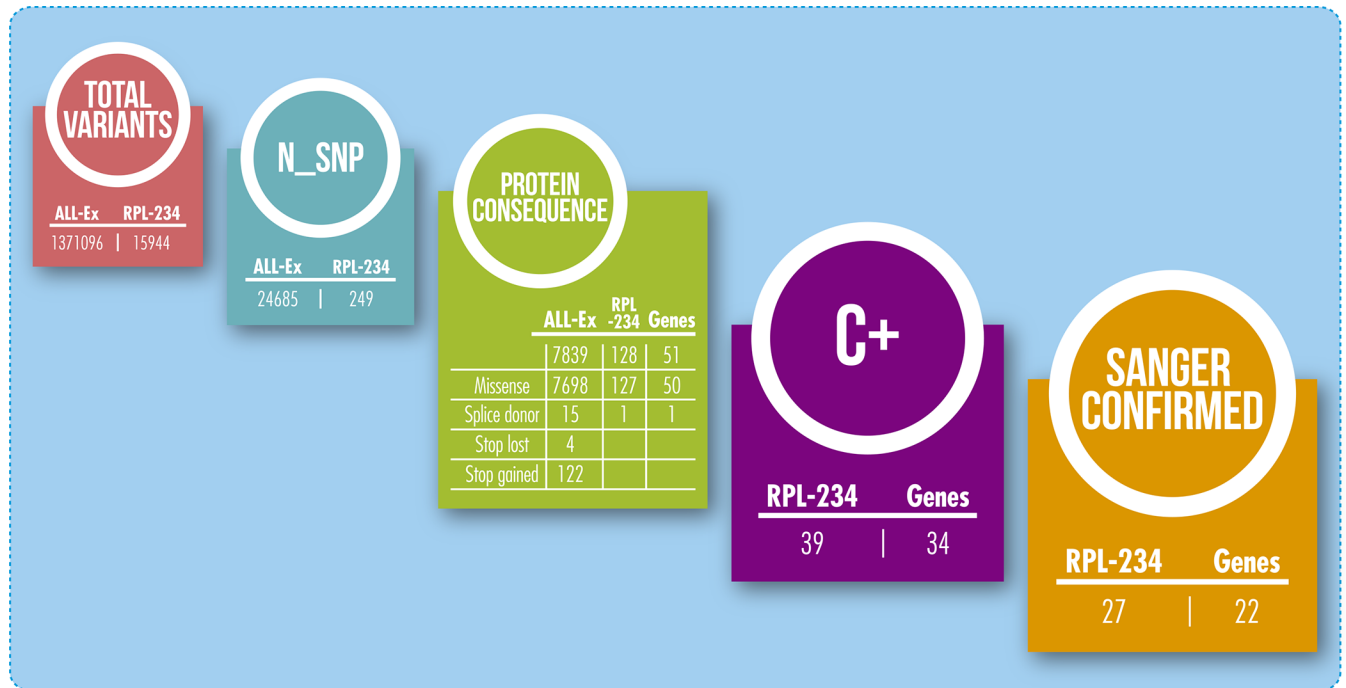 TOTAL
VARIANTS
ALL-Ex RPL-234
1371096 | 15944
N_SNP
ALL-Ex RPL-234
24685 | 249
PROTEIN
CONSEQUENCE
ALL-Ex RPL
-234 Genes
7839 128 51
Missense 7698 127 50
Splice donor 15 1 1
Stop lost 4
Stop gained 122
C+
RPL-234 Genes
39 | 34
SANGER
CONFIRMED
RPL-234 Genes
27 | 22